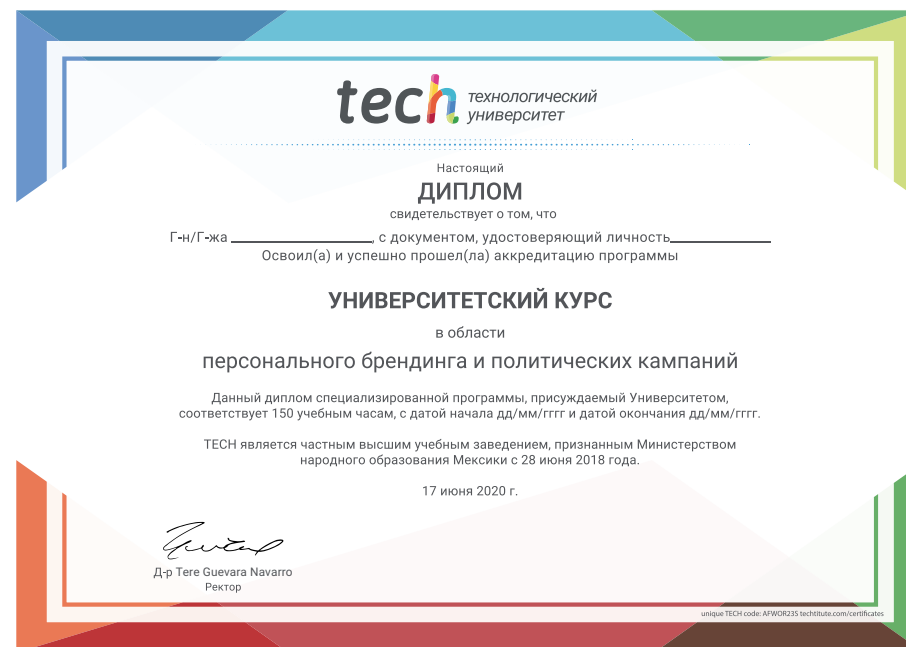 tech технологический
университет
Настоящий
ДИПЛОМ
свидетельствует о том, что
Г-н/Г-жа ____________________, с документом, удостоверяющий личность______________
Освоил(а) и успешно прошел(ла) аккредитацию программы
УНИВЕРСИТЕТСКИЙ КУРС
в области
персонального брендинга и политических кампаний
Данный диплом специализированной программы, присуждаемый Университетом,
соответствует 150 учебным часам, с датой начала дд/мм/гггг и датой окончания дд/мм/гггг.
TECH является частным высшим учебным заведением, признанным Министерством
народного образования Мексики с 28 июня 2018 года.
17 июня 2020 г.
Д-р Tere Guevara Navarro
Ректор
unique TECH code: AFWOR23S techtitute.com/certificates